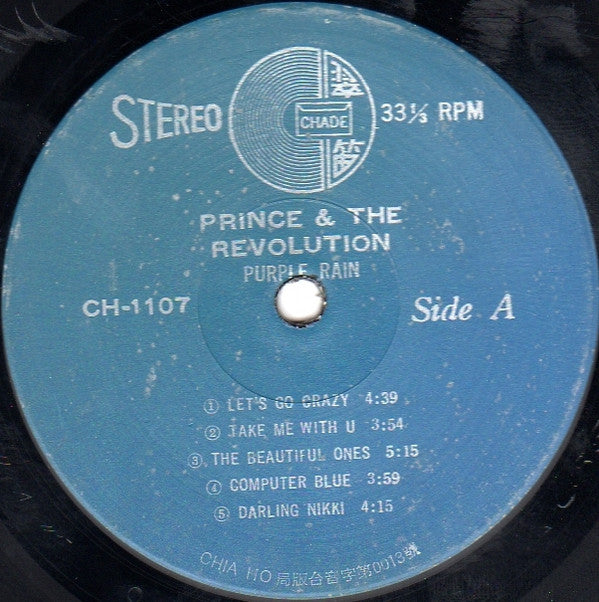 STEREO
CHADE
笛
33⅓ RPM
PRINCE & THE
REVOLUTION
PURPLE RAIN
CH-1107
Side A
① LET'S GO CRAZY 4:39
② TAKE ME WITH U 3:54
③ THE BEAUTIFUL ONES 5:15
④ COMPUTER BLUE 3:59
⑤ DARLING NIKKI 4:15
CHIA HO 局版台音字第0013號